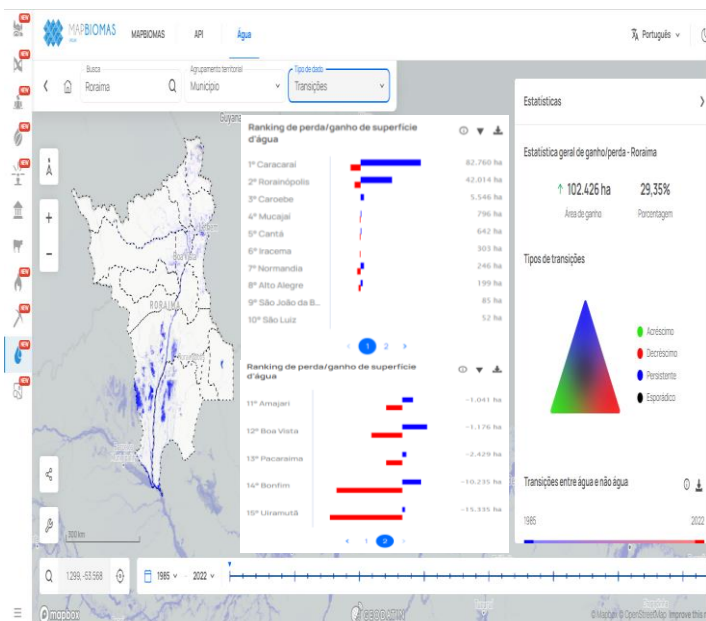 NEW
MAPBIOMAS
MAPBIOMAS
API
Água
Português
Busca
Roraima
Agrupamento territorial
Município
Tipo de dado
Transições
Guyana
Ranking de perda/ganho de superfície
d'água
1º Caracaraí 82.760 ha
2º Rorainópolis 42.014 ha
3º Caroebe 5.546 ha
4º Mucajaí 796 ha
5º Cantá 642 ha
6º Iracema 303 ha
7º Normandia 246 ha
8º Alto Alegre 199 ha
9º São João da B... 85 ha
10º São Luiz 52 ha
1 2
Ranking de perda/ganho de superfície
d'água
11º Amajari -1.041 ha
12º Boa Vista -1.176 ha
13º Pacaraima -2.429 ha
14º Bonfim -10.235 ha
15º Uiramutã -15.335 ha
1 2
RORAIMA
300 km
Estatísticas
Estatística geral de ganho/perda - Roraima
102.426 ha 29,35%
Área de ganho Porcentagem
Tipos de transições
Acréscimo
Decréscimo
Persistente
Esporádico
Transições entre água e não água
1985 2022
1.299, -53.568
1985 - 2022
mapbox
© Mapbox © OpenStreetMap Improve this